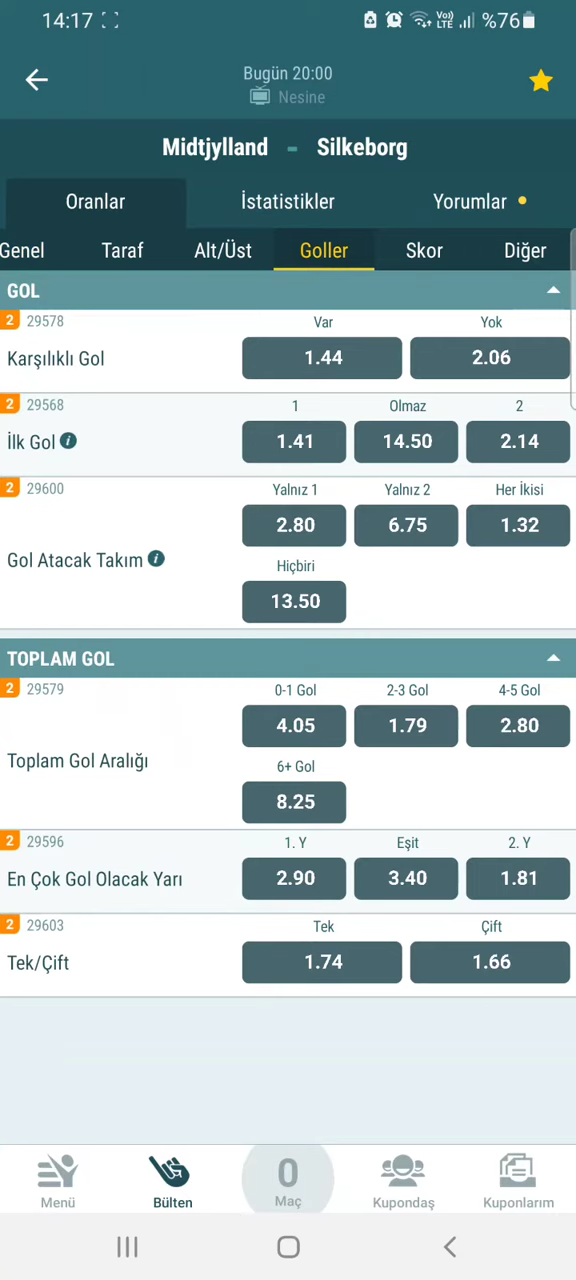 14:17 Vo) LTE %76
Bugün 20:00
Nesine
Midtjylland - Silkeborg
Oranlar İstatistikler Yorumlar
Genel Taraf Alt/Üst Goller Skor Diğer
GOL
2 29578 Var Yok
Karşılıklı Gol 1.44 2.06
2 29568 1 Olmaz 2
İlk Gol i 1.41 14.50 2.14
2 29600 Yalnız 1 Yalnız 2 Her İkisi
2.80 6.75 1.32
Gol Atacak Takım i Hiçbiri
13.50
TOPLAM GOL
2 29579 0-1 Gol 2-3 Gol 4-5 Gol
4.05 1.79 2.80
Toplam Gol Aralığı 6+ Gol
8.25
2 29596 1. Y Eşit 2. Y
En Çok Gol Olacak Yarı 2.90 3.40 1.81
2 29603 Tek Çift
Tek/Çift 1.74 1.66
0
Menü Bülten Maç Kupondaş Kuponlarım